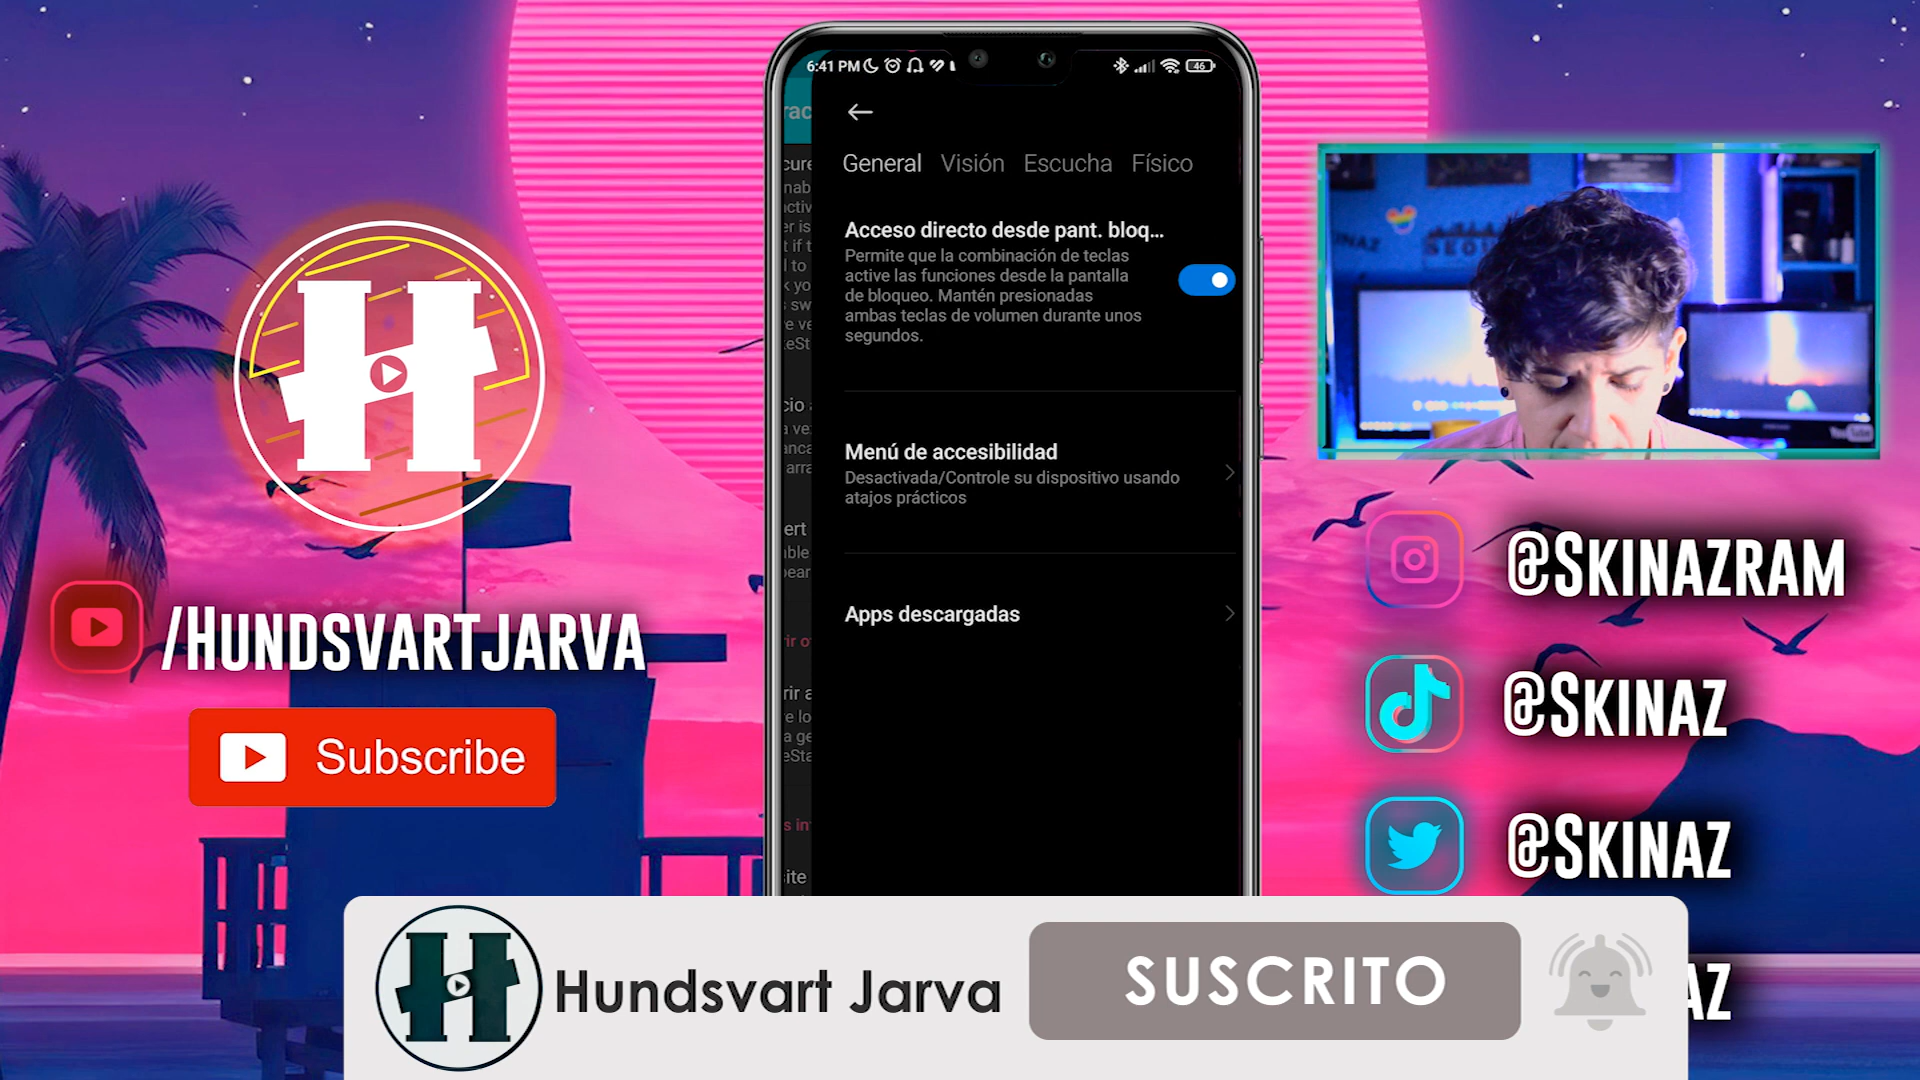 6:41 PM
46
General Visión Escucha Físico
Acceso directo desde pant. bloq...
Permite que la combinación de teclas
active las funciones desde la pantalla
de bloqueo. Mantén presionadas
ambas teclas de volumen durante unos
segundos.
Menú de accesibilidad
Desactivada/Controle su dispositivo usando
atajos prácticos
Apps descargadas
H
/HUNDSVARTJARVA
Subscribe
@SKINAZRAM
@SKINAZ
@SKINAZ
AZ
Hundsvart Jarva
SUSCRITO